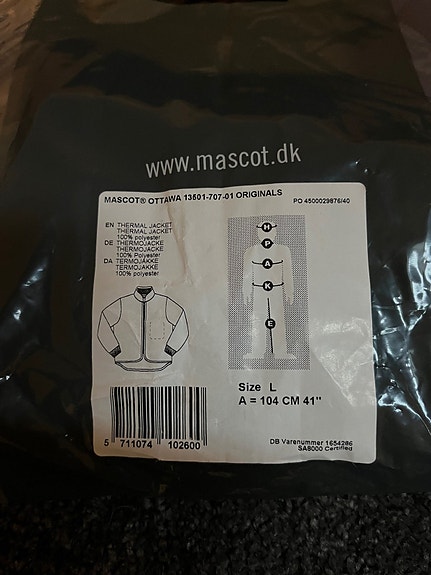 www.mascot.dk
MASCOT® OTTAWA 13501-707-01 ORIGINALS
PO 4500029876/40
EN THERMAL JACKET
THERMAL JACKET
100% polyester
DE THERMOJACKE
THERMOJACKE
100% Polyester
DA TERMOJAKKE
TERMOJAKKE
100% polyester
H
P
A
K
E
Size L
A = 104 CM 41"
5 711074 102600
DB Varenummer 1654286
SA8000 Certified